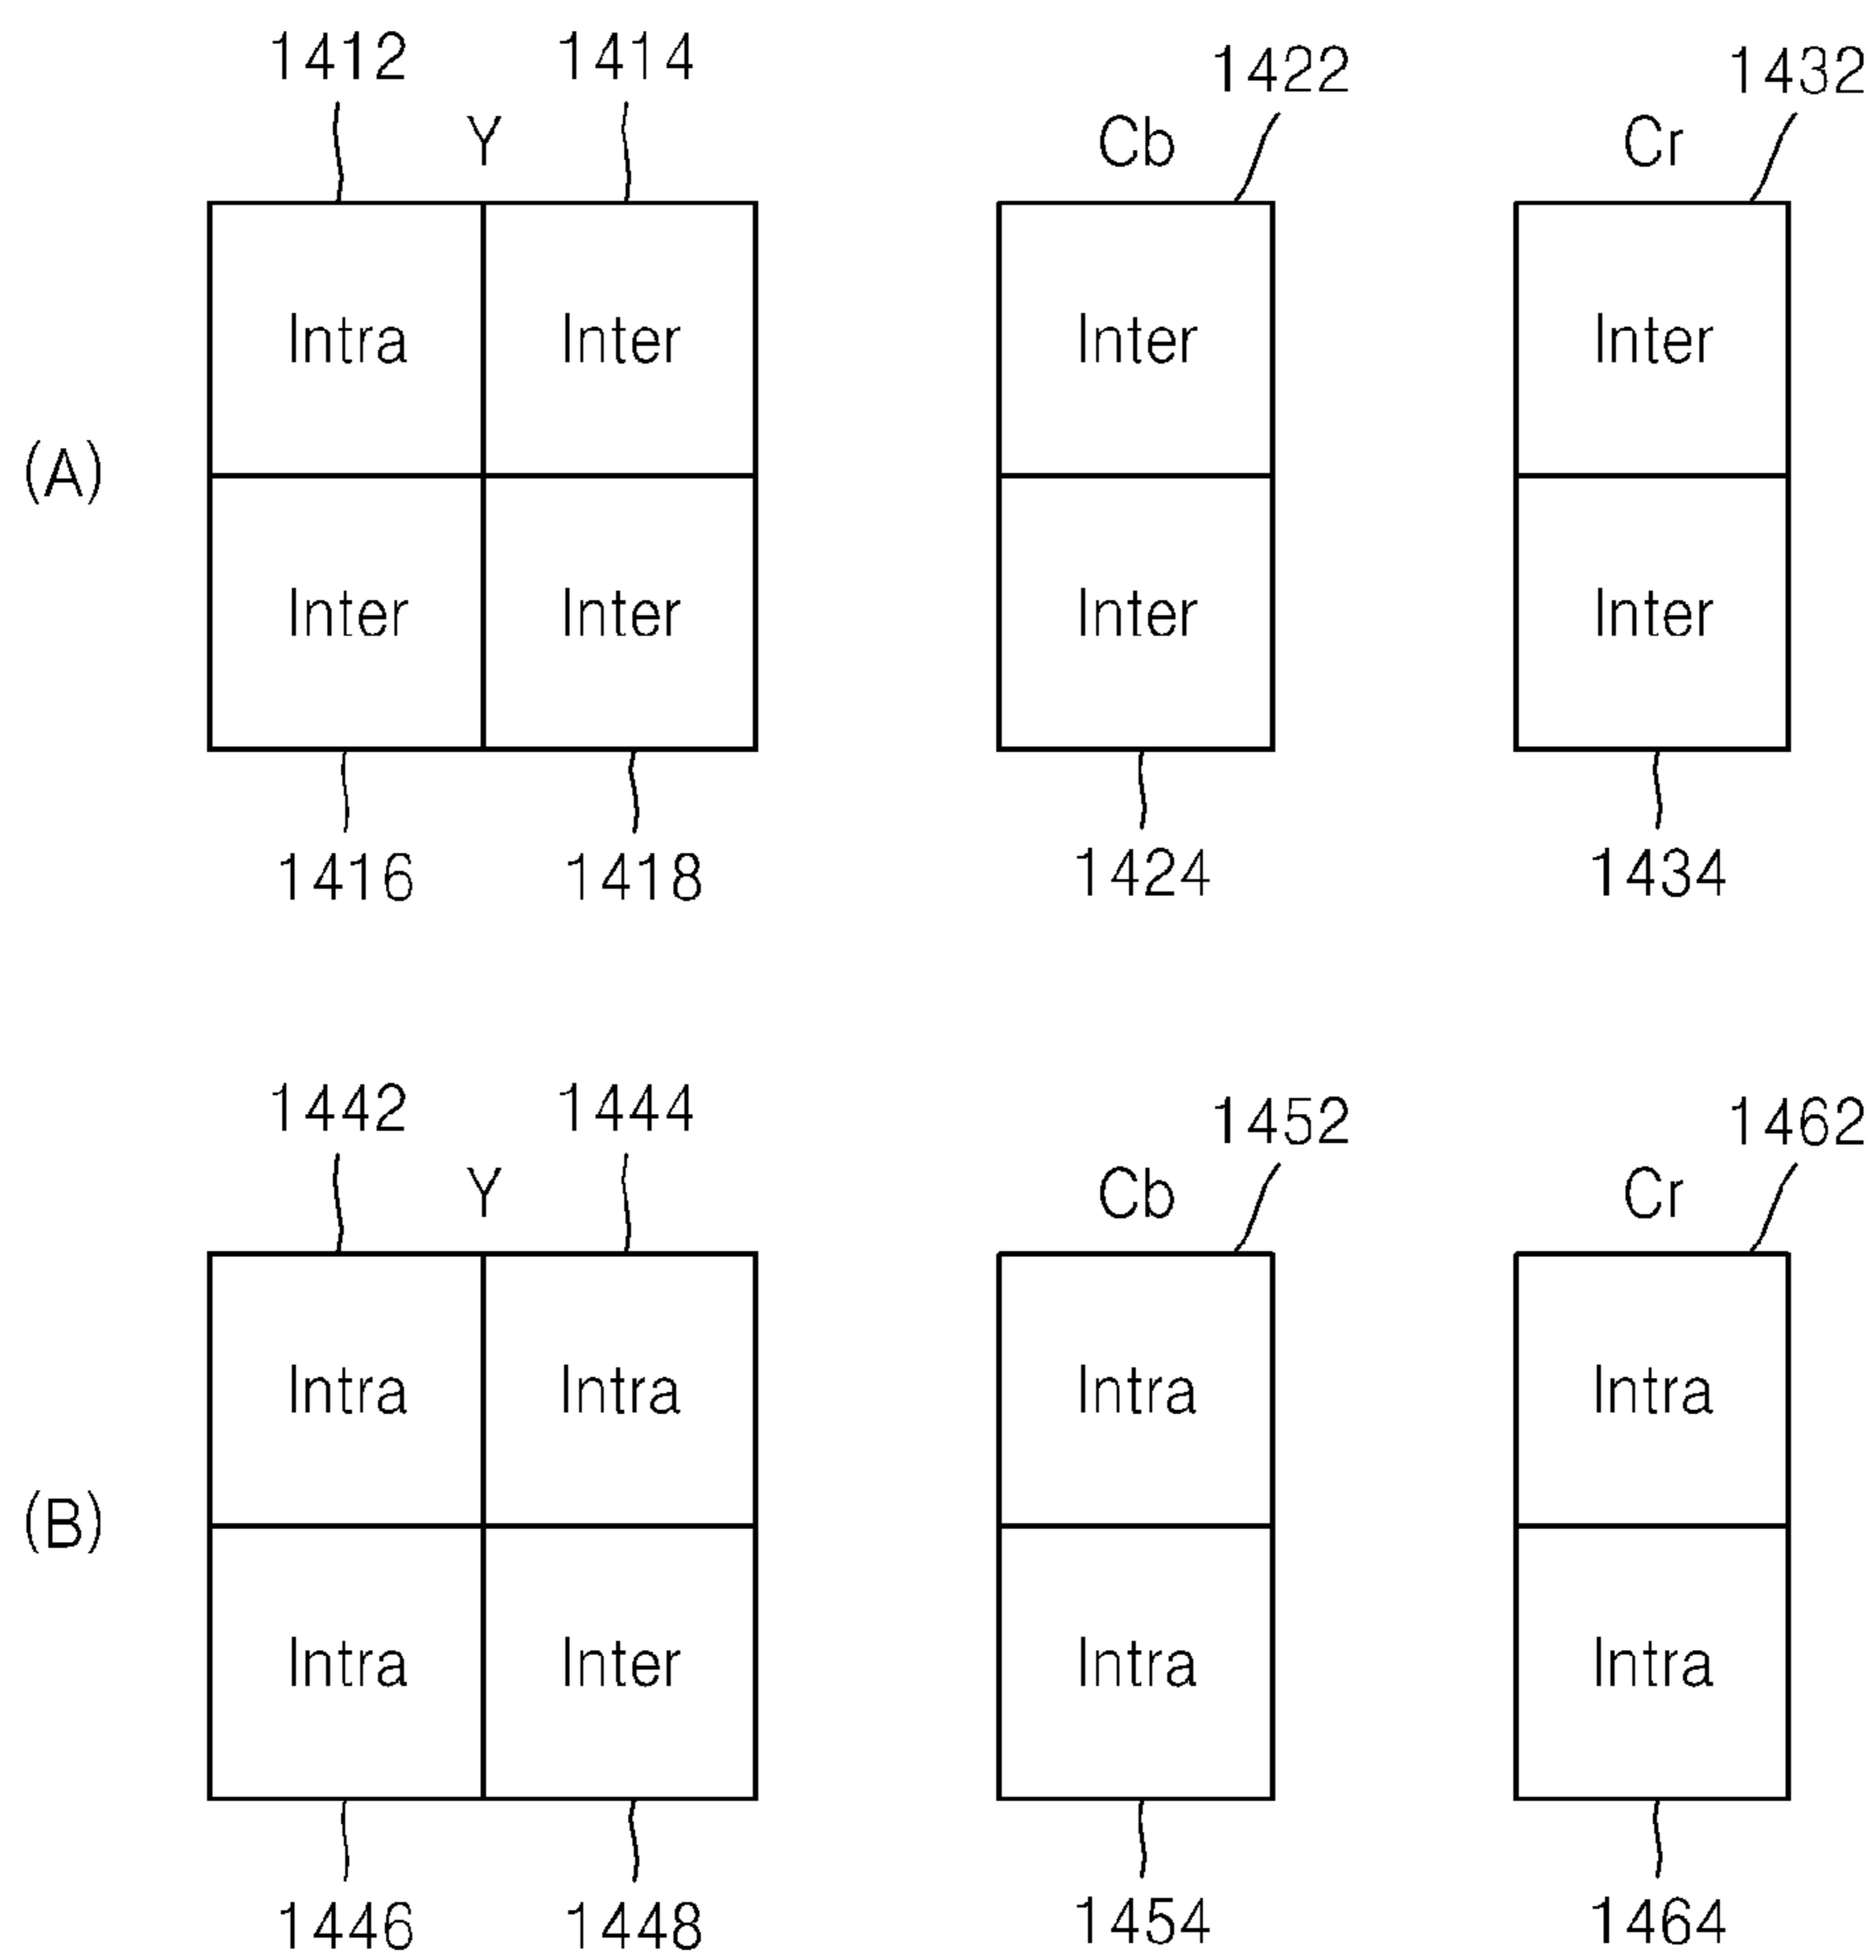 1412 1414 1422 1432
Y Cb Cr
Intra Inter Inter Inter
(A)
Inter Inter Inter Inter
1416 1418 1424 1434
1442 1444 1452 1462
Y Cb Cr
Intra Intra Intra Intra
(B)
Intra Inter Intra Intra
1446 1448 1454 1464